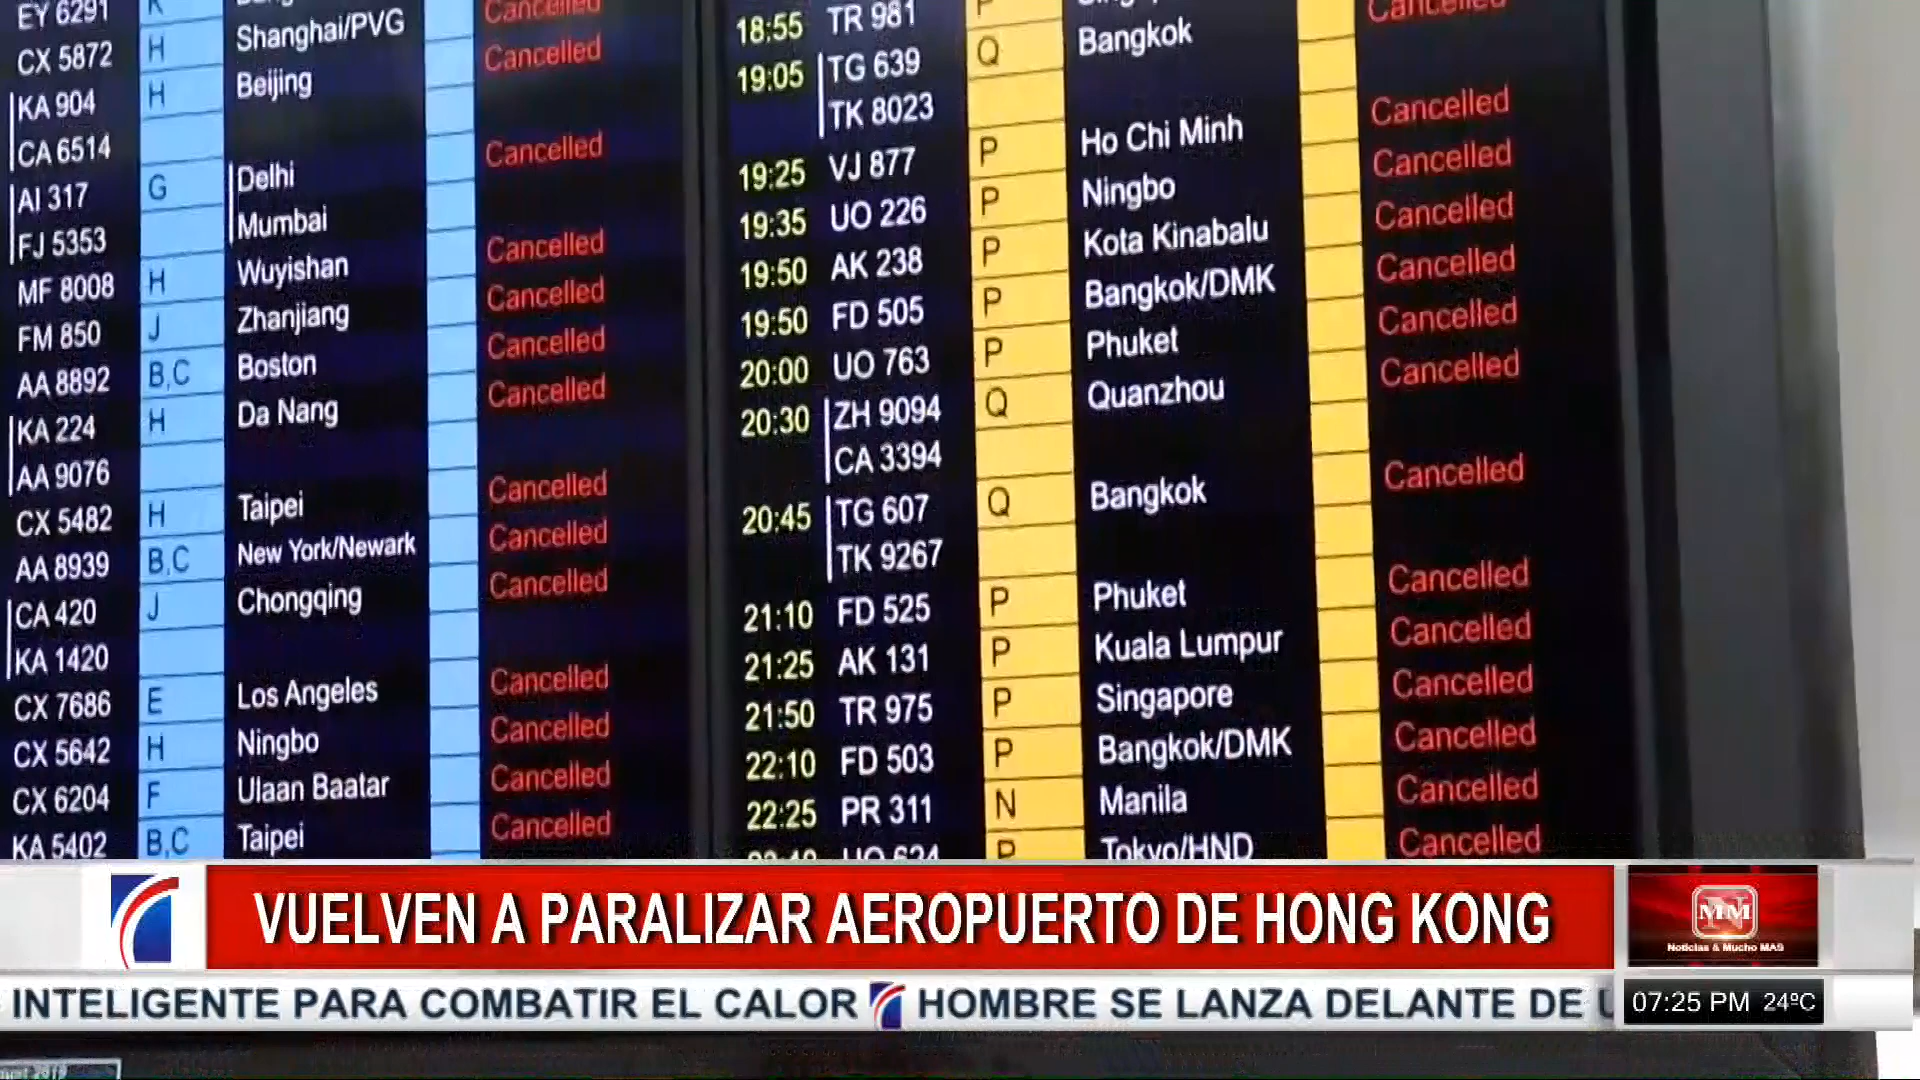 EY 6291 K Cancelled
CX 5872 H Shanghai/PVG Cancelled
KA 904 H Beijing
CA 6514 Cancelled
AI 317 G Delhi
FJ 5353 Mumbai Cancelled
MF 8008 H Wuyishan Cancelled
FM 850 J Zhanjiang Cancelled
AA 8892 B,C Boston Cancelled
KA 224 H Da Nang
AA 9076 Cancelled
CX 5482 H Taipei Cancelled
AA 8939 B,C New York/Newark Cancelled
CA 420 J Chongqing
KA 1420 Cancelled
CX 7686 E Los Angeles Cancelled
CX 5642 H Ningbo Cancelled
CX 6204 F Ulaan Baatar Cancelled
KA 5402 B,C Taipei
18:55 TR 981 P Cancelled
19:05 TG 639 Q Bangkok
TK 8023 Cancelled
19:25 VJ 877 P Ho Chi Minh Cancelled
19:35 UO 226 P Ningbo Cancelled
19:50 AK 238 P Kota Kinabalu Cancelled
19:50 FD 505 P Bangkok/DMK Cancelled
20:00 UO 763 P Phuket Cancelled
20:30 ZH 9094 Q Quanzhou
CA 3394 Cancelled
20:45 TG 607 Q Bangkok
TK 9267 Cancelled
21:10 FD 525 P Phuket Cancelled
21:25 AK 131 P Kuala Lumpur Cancelled
21:50 TR 975 P Singapore Cancelled
22:10 FD 503 P Bangkok/DMK Cancelled
22:25 PR 311 N Manila Cancelled
UO 624 P Tokyo/HND
VUELVEN A PARALIZAR AEROPUERTO DE HONG KONG
MM
N
Noticias & Mucho MAS
INTELIGENTE PARA COMBATIR EL CALOR HOMBRE SE LANZA DELANTE DE
07:25 PM 24ºC